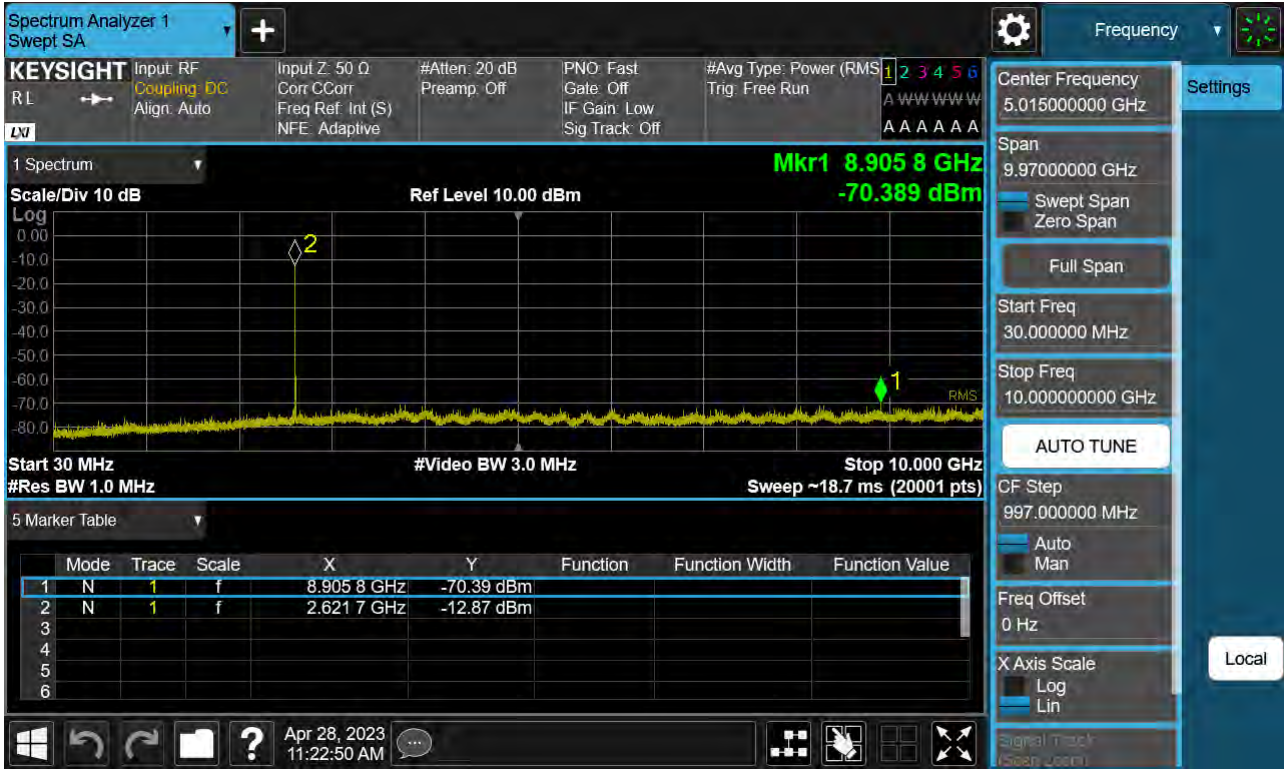 Spectrum Analyzer 1
Swept SA
Frequency
KEYSIGHT
R L
LXI
Input: RF
Coupling: DC
Align: Auto
Input Z: 50 Ω
Corr CCorr
Freq Ref: Int (S)
NFE: Adaptive
#Atten: 20 dB
Preamp: Off
PNO: Fast
Gate: Off
IF Gain: Low
Sig Track: Off
#Avg Type: Power (RMS
Trig: Free Run
1 2 3 4 5 6
A W W W W W
A A A A A A
1 Spectrum
Scale/Div 10 dB
Ref Level 10.00 dBm
Mkr1 8.905 8 GHz
-70.389 dBm
Log
0.00
-10.0
-20.0
-30.0
-40.0
-50.0
-60.0
-70.0
-80.0
2
1
RMS
Start 30 MHz
#Video BW 3.0 MHz
Stop 10.000 GHz
#Res BW 1.0 MHz
Sweep ~18.7 ms (20001 pts)
5 Marker Table
Mode Trace Scale X Y Function Function Width Function Value
1 N 1 f 8.905 8 GHz -70.39 dBm
2 N 1 f 2.621 7 GHz -12.87 dBm
3
4
5
6
Apr 28, 2023
11:22:50 AM
Center Frequency
5.015000000 GHz
Settings
Span
9.97000000 GHz
Swept Span
Zero Span
Full Span
Start Freq
30.000000 MHz
Stop Freq
10.000000000 GHz
AUTO TUNE
CF Step
997.000000 MHz
Auto
Man
Freq Offset
0 Hz
X Axis Scale
Log
Lin
Local
Signal Track
(Span Zoom)